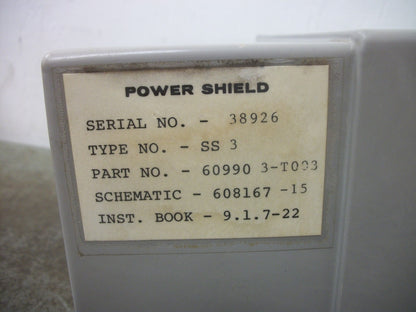 POWER SHIELD
SERIAL NO. - 38926
TYPE NO. - SS 3
PART NO. - 60990 3-T003
SCHEMATIC - 608167 -15
INST. BOOK - 9.1.7-22